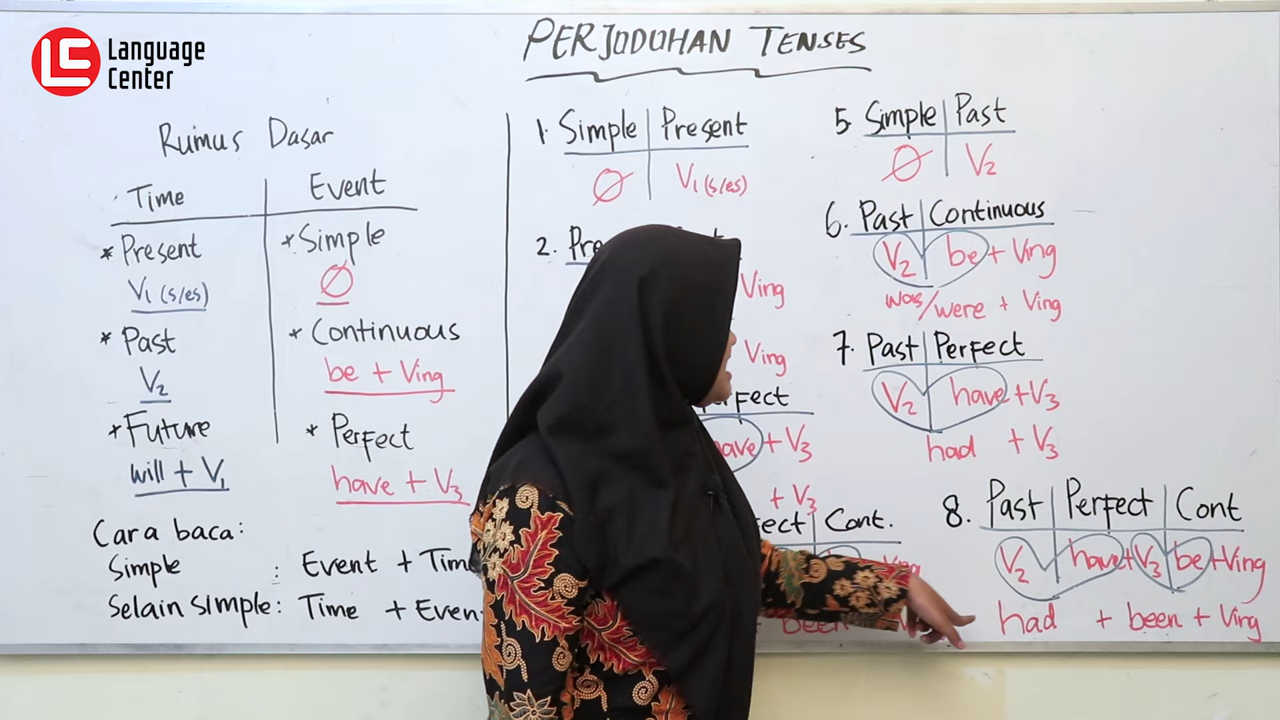 LC Language
Center
PERJODOHAN TENSES
Rumus Dasar
Time | Event
* Present
V1 (s/es)
* Past
V2
* Future
will + V1
* Simple
Ø
* Continuous
be + Ving
* Perfect
have + V3
Cara baca:
Simple : Event + Time
Selain simple: Time + Even
1. Simple | Present
Ø V1 (s/es)
2.
Ving
Ving
have + V3
+ V3
Cont.
been
5 Simple | Past
Ø V2
6. Past | Continuous
V2 be + Ving
was/were + Ving
7. Past | Perfect
V2 have + V3
had + V3
8. Past | Perfect | Cont
V2 have + V3 be + Ving
had + been + Ving